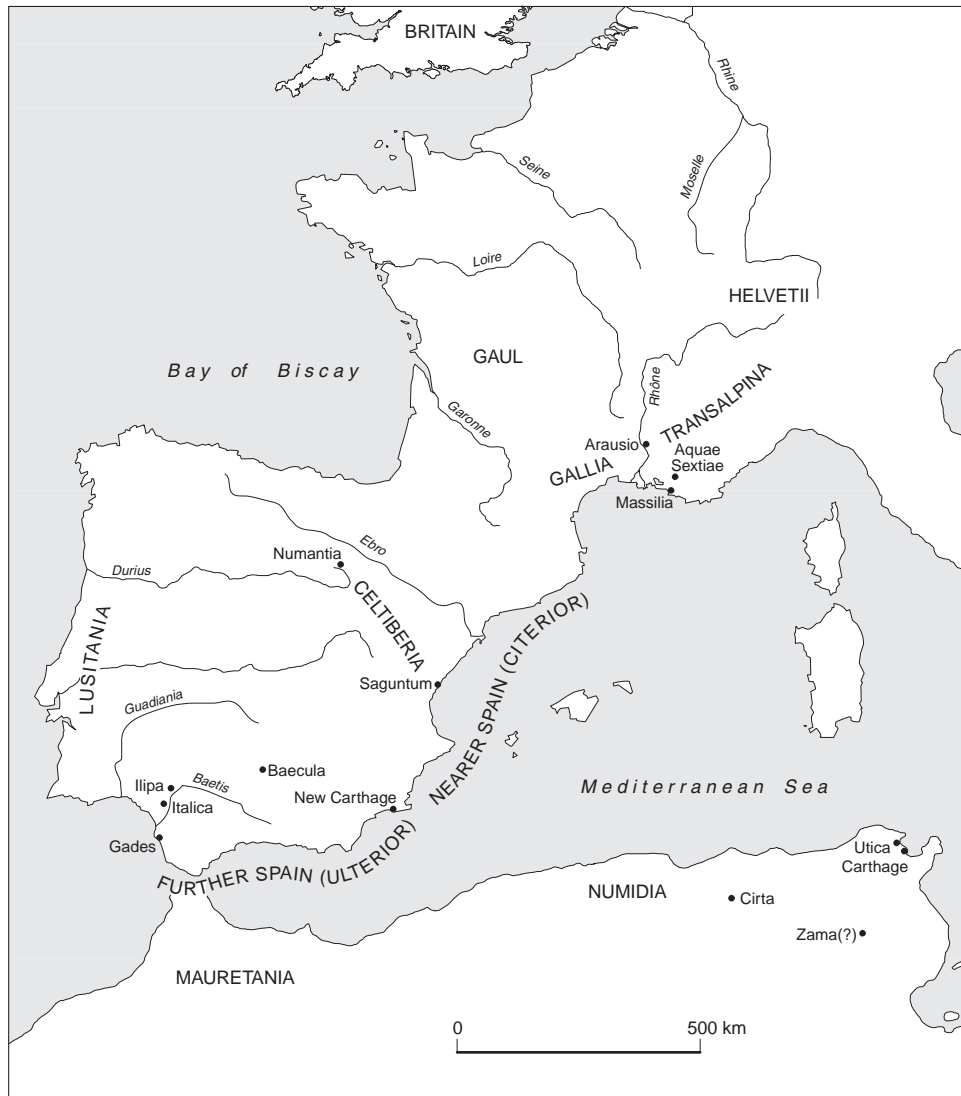 BRITAIN
Rhine
Seine
Moselle
Loire
HELVETII
GAUL
Bay of Biscay
Rhône
TRANSALPINA
Garonne
Arausio
Aquae
Sextiae
GALLIA
Massilia
Ebro
Numantia
Durius
CELTIBERIA
LUSITANIA
NEARER SPAIN (CITERIOR)
Saguntum
Guadiania
Baecula
Ilipa
Baetis
Mediterranean Sea
Italica
New Carthage
Gades
Utica
Carthage
FURTHER SPAIN (ULTERIOR)
NUMIDIA
Cirta
Zama(?)
MAURETANIA
0 500 km